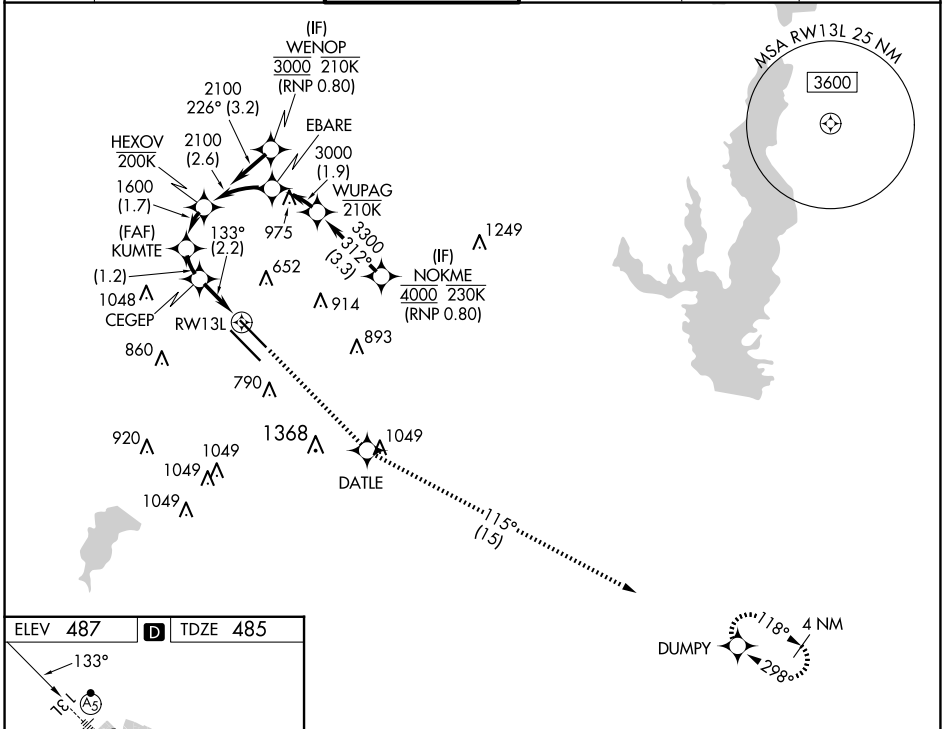 (IF)
WENOP
3000 210K
(RNP 0.80)
2100
226° (3.2)
EBARE
HEXOV
200K
2100
(2.6)
3000
(1.9)
WUPAG
210K
1600
(1.7)
(FAF)
KUMTE
133°
(2.2)
975
3300
312°
(3.3)
1249
(IF)
NOKME
4000 230K
(RNP 0.80)
(1.2)
652
1048
CEGEP
914
RW13L
860
893
790
920
1368
1049
1049
1049
1049
DATLE
115°
(15)
MSA RW13L 25 NM
3600
DUMPY
118°
4 NM
298°
ELEV 487
D
TDZE 485
133°
13L
A5